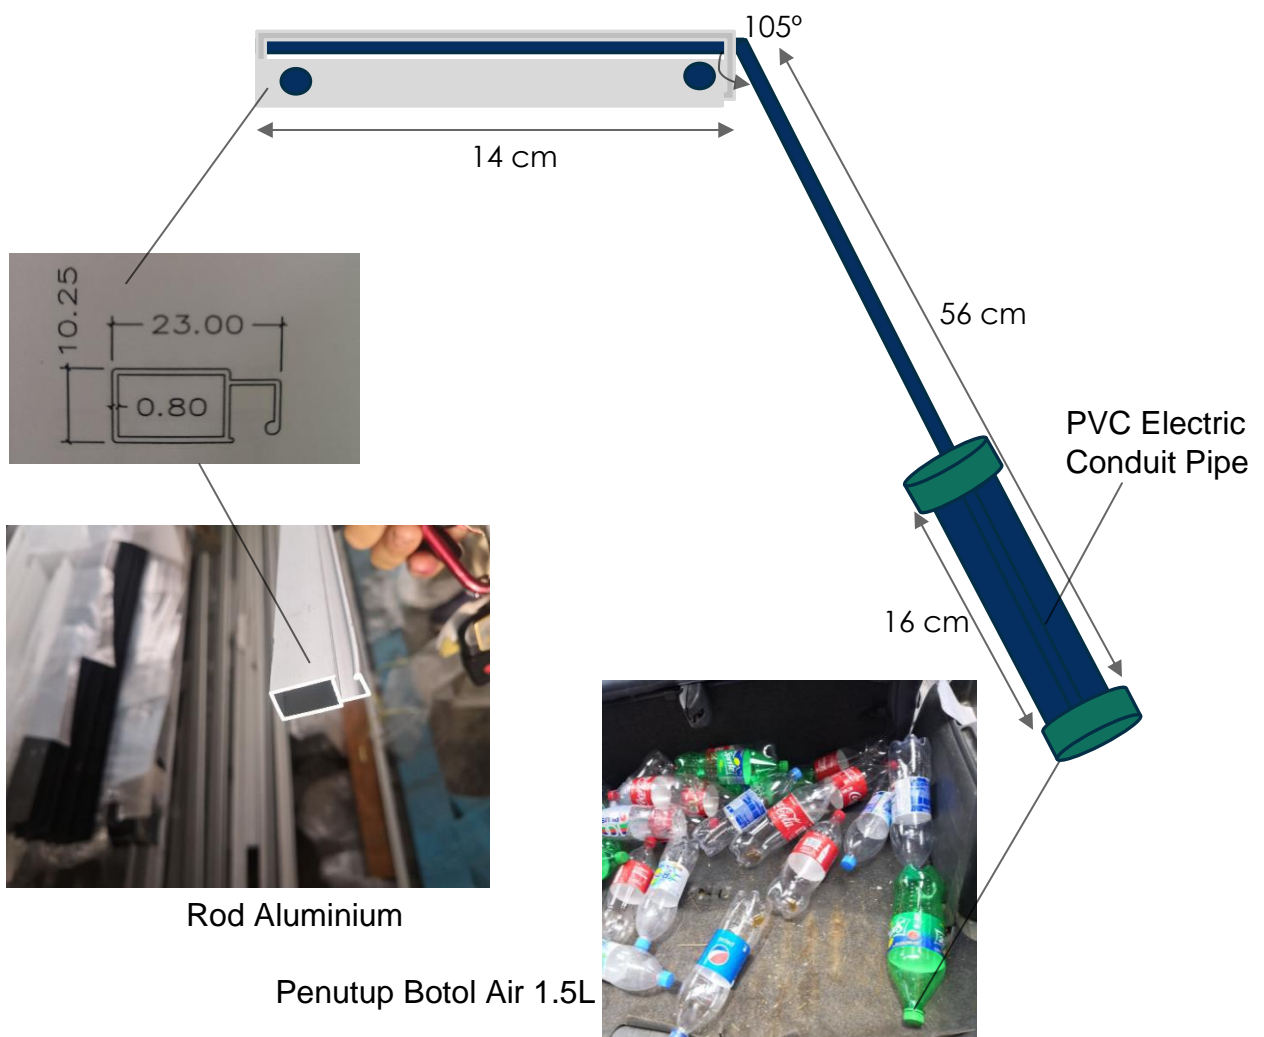 105º
14 cm
56 cm
10.25
23.00
0.80
PVC Electric
Conduit Pipe
16 cm
Rod Aluminium
Penutup Botol Air 1.5L